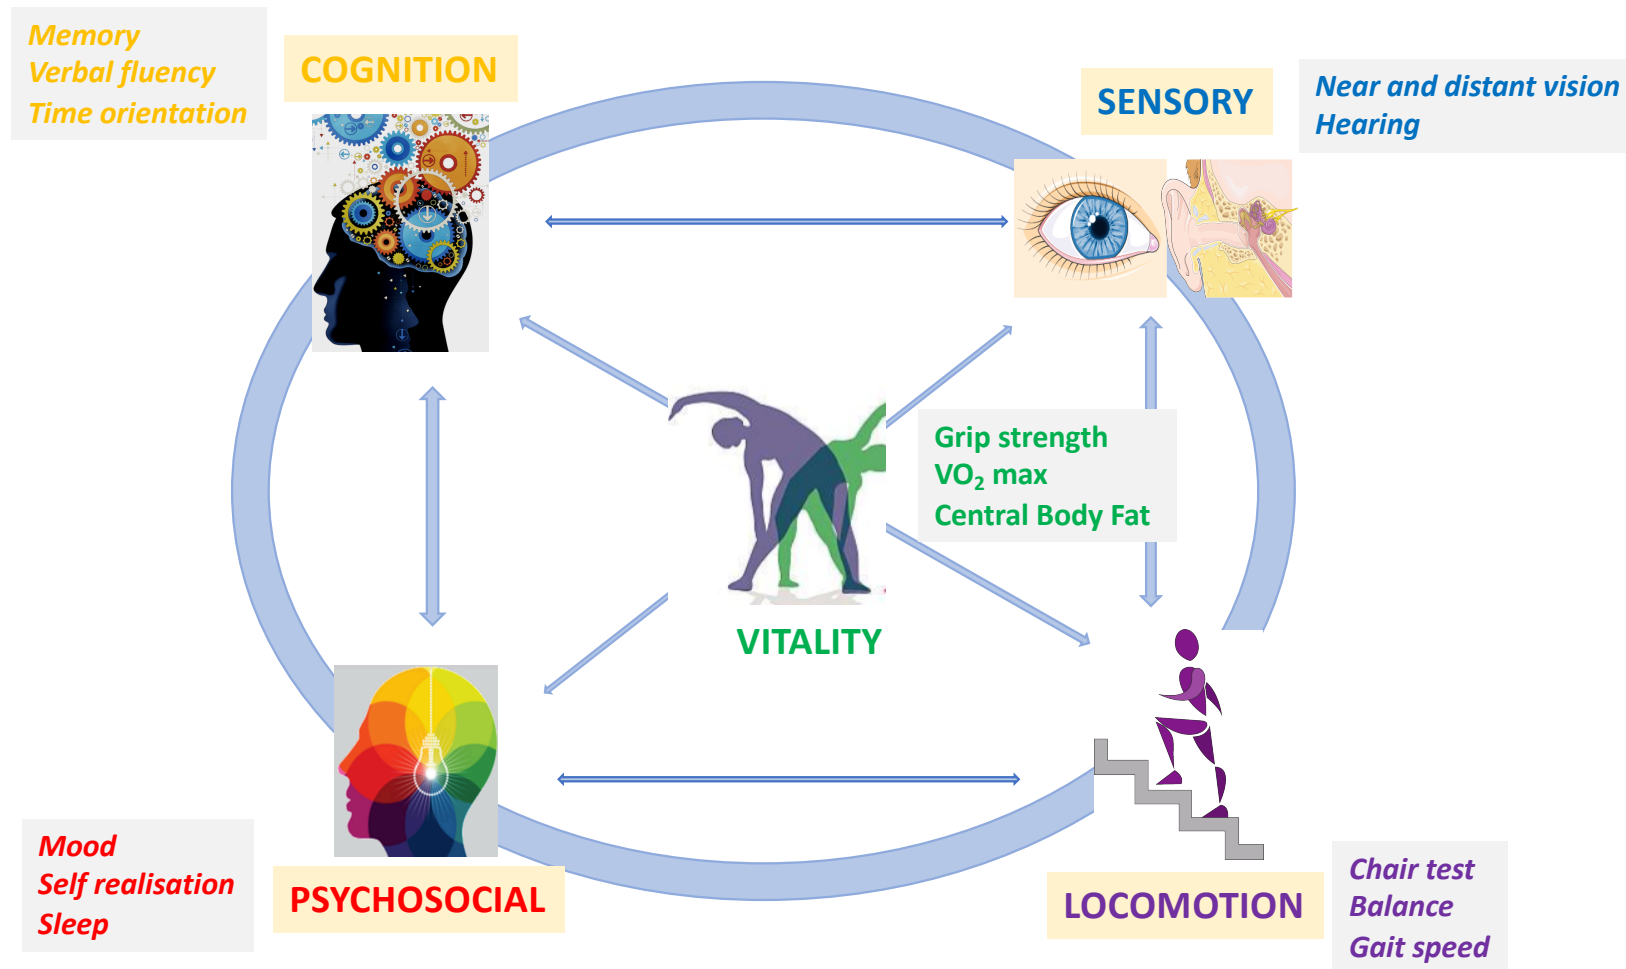 Memory
Verbal fluency
Time orientation
COGNITION
SENSORY
Near and distant vision
Hearing
Grip strength
VO₂ max
Central Body Fat
VITALITY
Mood
Self realisation
Sleep
PSYCHOSOCIAL
LOCOMOTION
Chair test
Balance
Gait speed